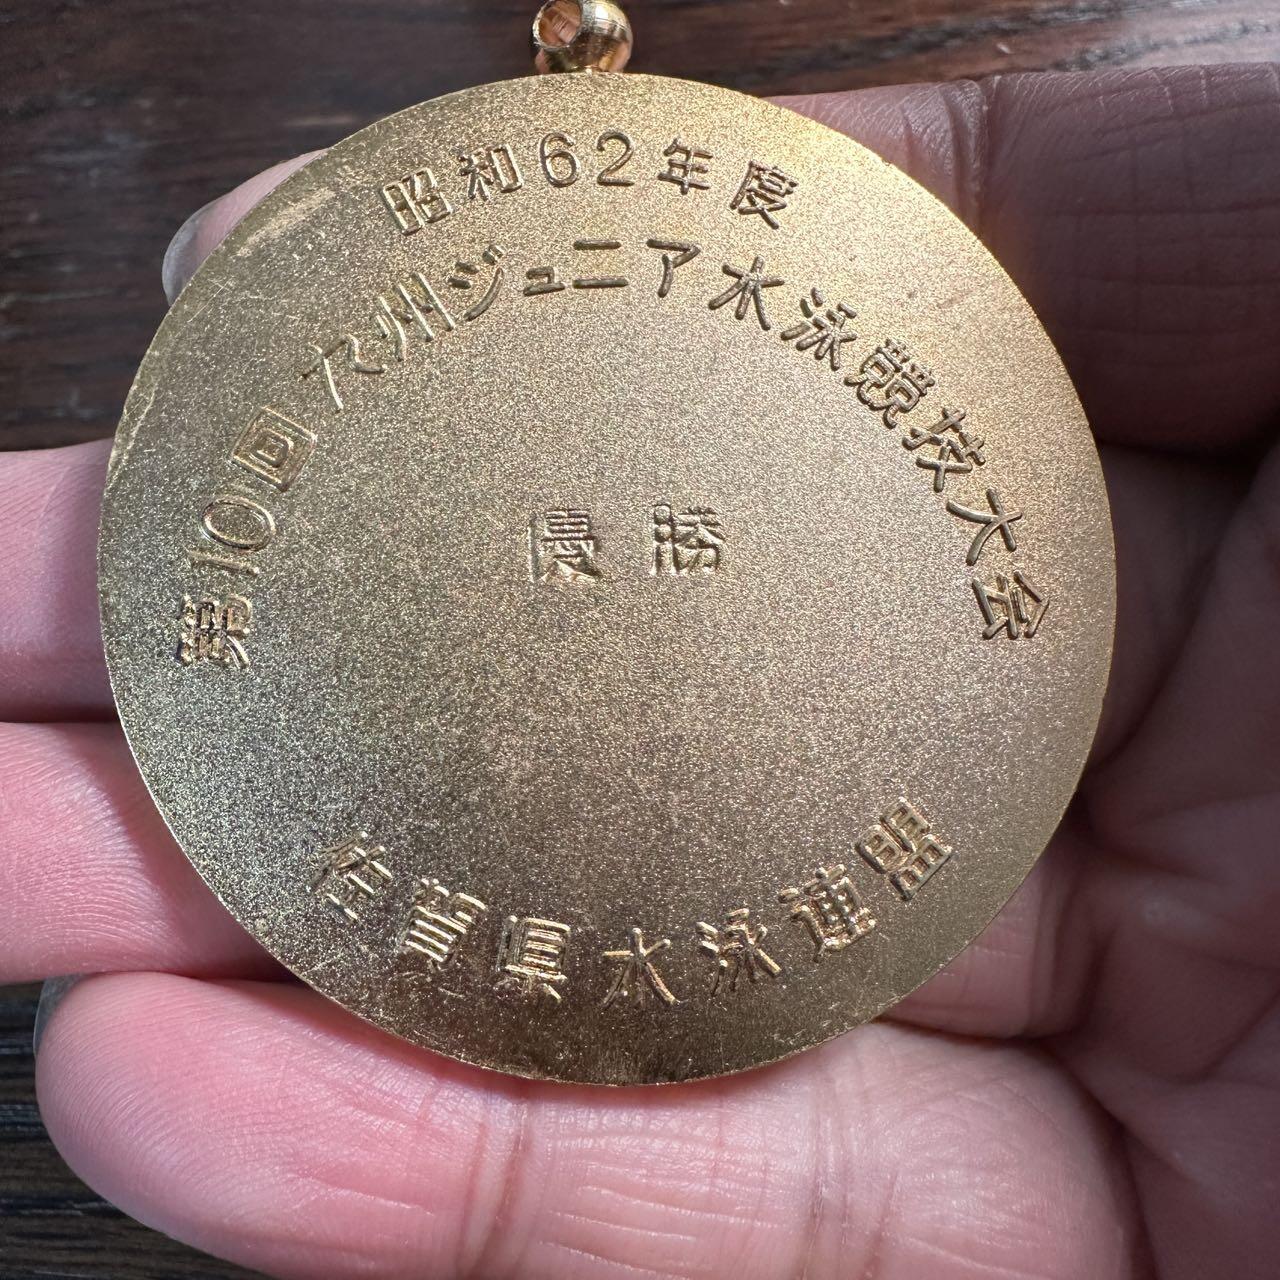 昭和62年度
第10回九州ジュニア水泳競技大会
優勝
佐賀県水泳連盟